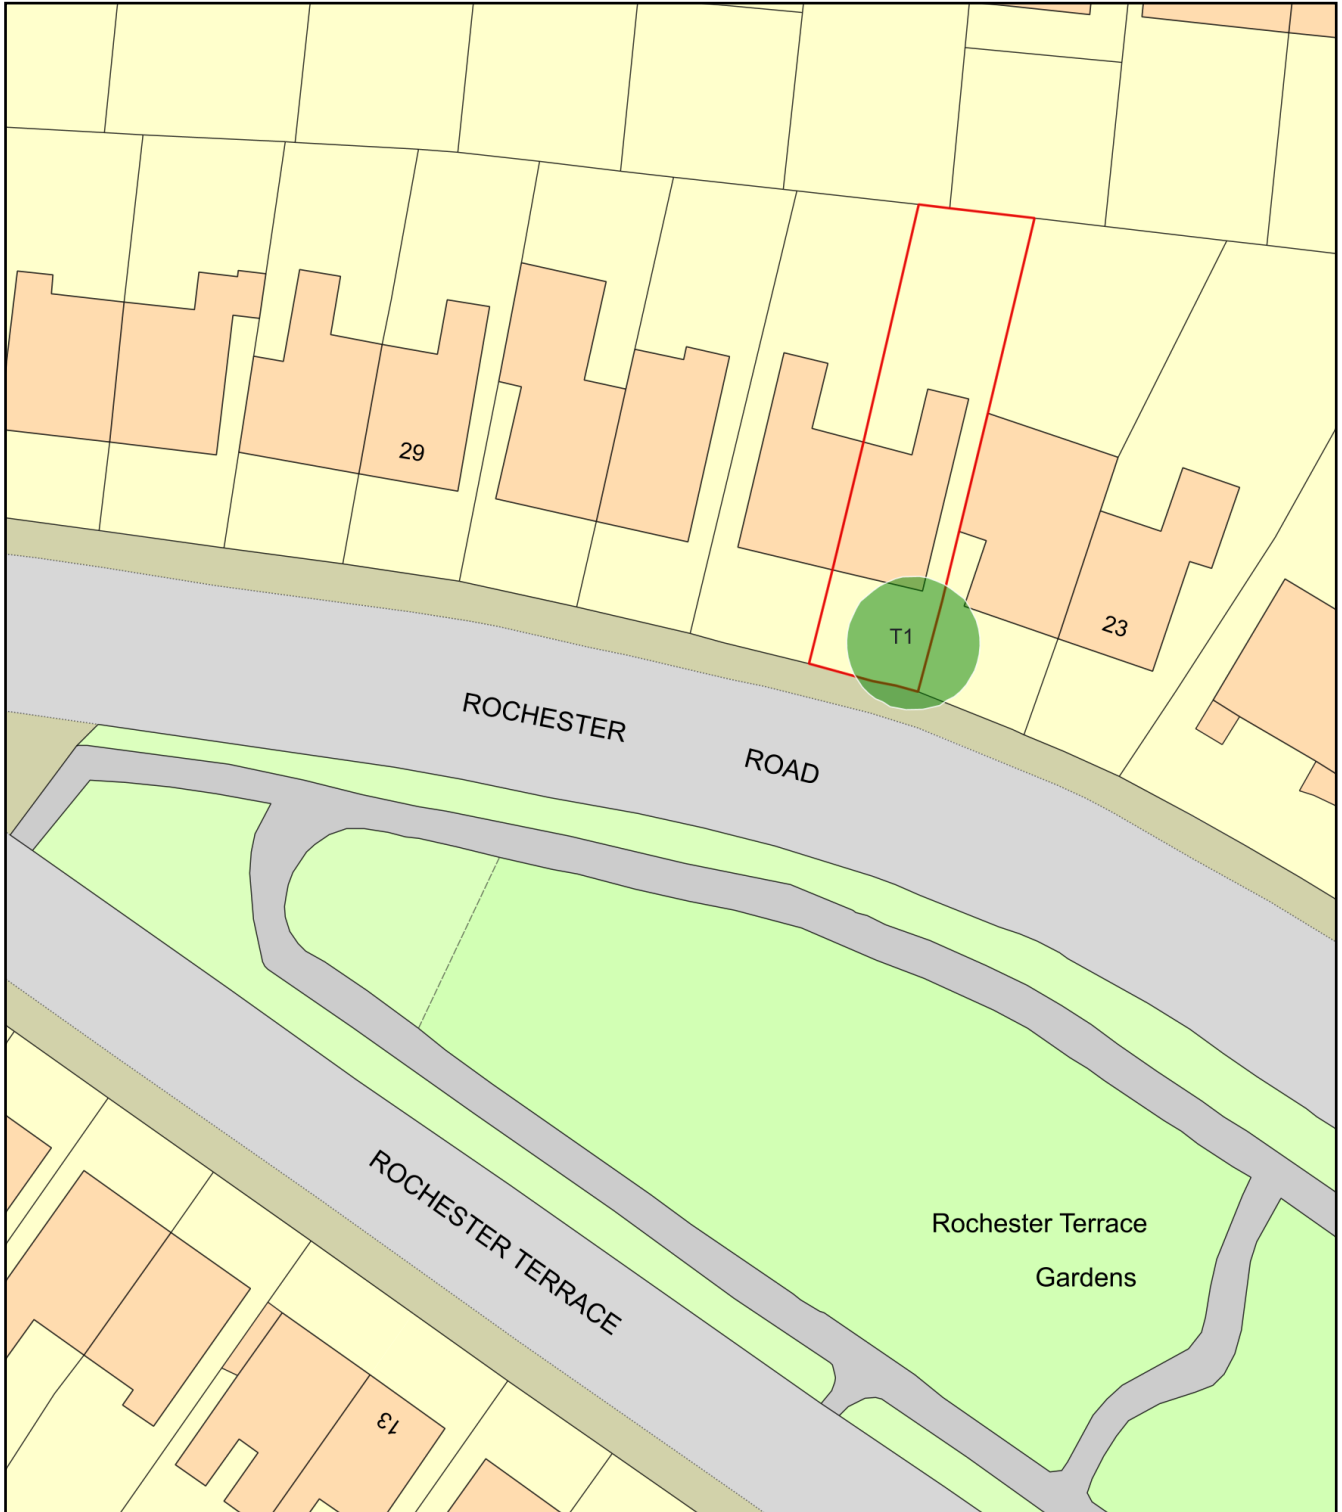 29
23
T1
ROCHESTER ROAD
ROCHESTER TERRACE
Rochester Terrace
Gardens
13